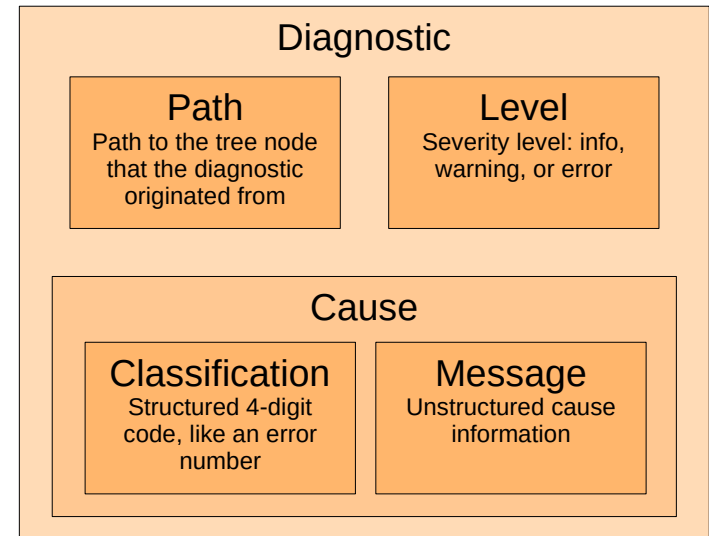 Diagnostic
Path
Path to the tree node
that the diagnostic
originated from
Level
Severity level: info,
warning, or error
Cause
Classification
Structured 4-digit
code, like an error
number
Message
Unstructured cause
information